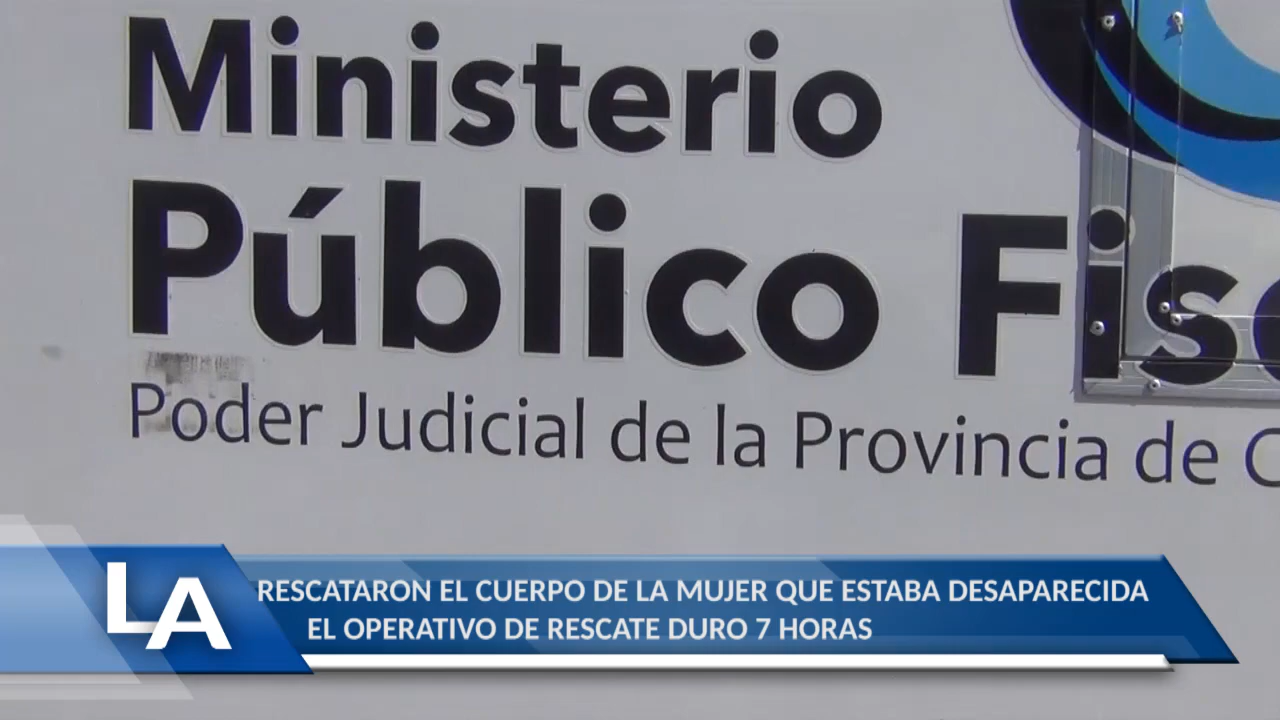 Ministerio
Público Fisc
Poder Judicial de la Provincia de C
LA
RESCATARON EL CUERPO DE LA MUJER QUE ESTABA DESAPARECIDA
EL OPERATIVO DE RESCATE DURO 7 HORAS